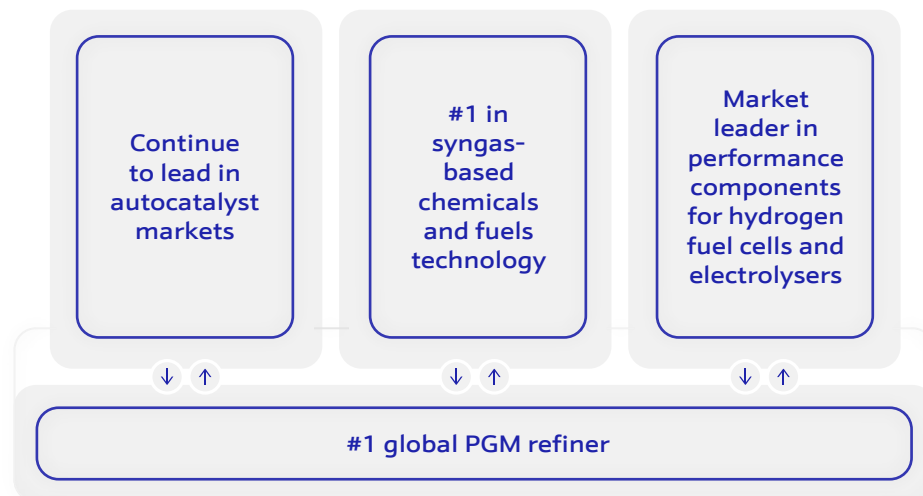 Continue
to lead in
autocatalyst
markets
#1 in
syngas-
based
chemicals
and fuels
technology
Market
leader in
performance
components
for hydrogen
fuel cells and
electrolysers
#1 global PGM refiner